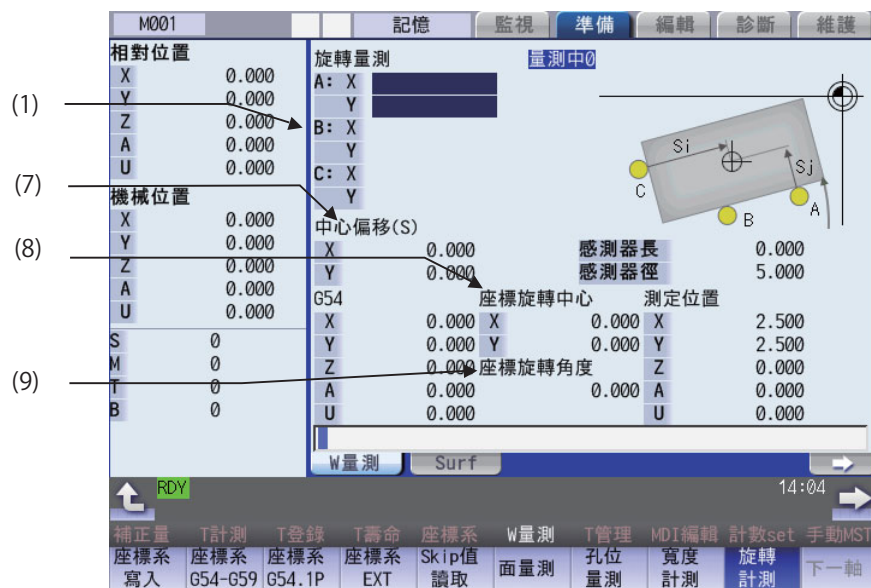 M001 記憶 監視 準備 編輯 診斷 維護
相對位置
X 0.000
Y 0.000
Z 0.000
A 0.000
U 0.000
機械位置
X 0.000
Y 0.000
Z 0.000
A 0.000
U 0.000
S 0
M 0
T 0
B 0
(1)
(7)
(8)
(9)
旋轉量測 量測中0
A: X
Y
B: X
Y
C: X
Y
Si
Sj
C
B
A
中心偏移(S)
X 0.000 感測器長 0.000
Y 0.000 感測器徑 5.000
G54 座標旋轉中心 測定位置
X 0.000 X 0.000 X 2.500
Y 0.000 Y 0.000 Y 2.500
Z 0.000 座標旋轉角度 Z 0.000
A 0.000 0.000 A 0.000
U 0.000 U 0.000
W量測 Surf
RDY 14:04
補正量 T計測 T登錄 T壽命 座標系 W量測 T管理 MDI編輯 計數set 手動MST
座標系 座標系 座標系 座標系 Skip值 面量測 孔位 寬度 旋轉 下一軸
寫入 G54-G59 G54.1P EXT 讀取 量測 計測 計測